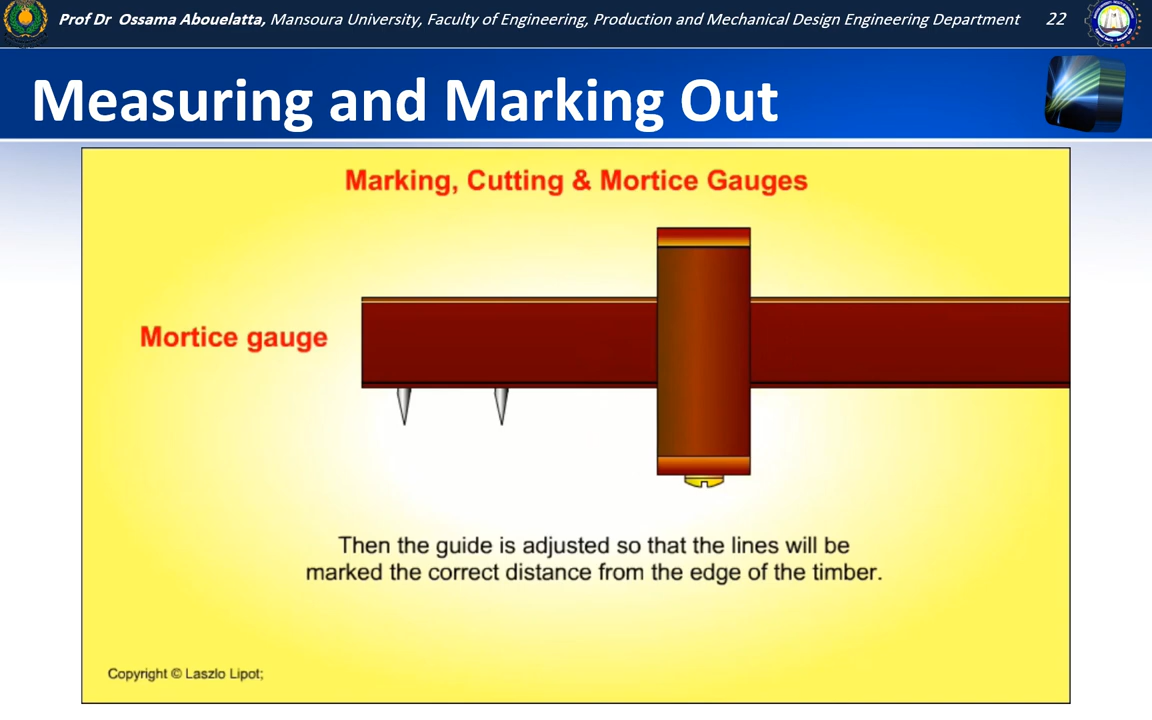 Prof Dr Ossama Abouelatta, Mansoura University, Faculty of Engineering, Production and Mechanical Design Engineering Department 22
Measuring and Marking Out
Marking, Cutting & Mortice Gauges
Mortice gauge
Then the guide is adjusted so that the lines will be
marked the correct distance from the edge of the timber.
Copyright © Laszlo Lipot;